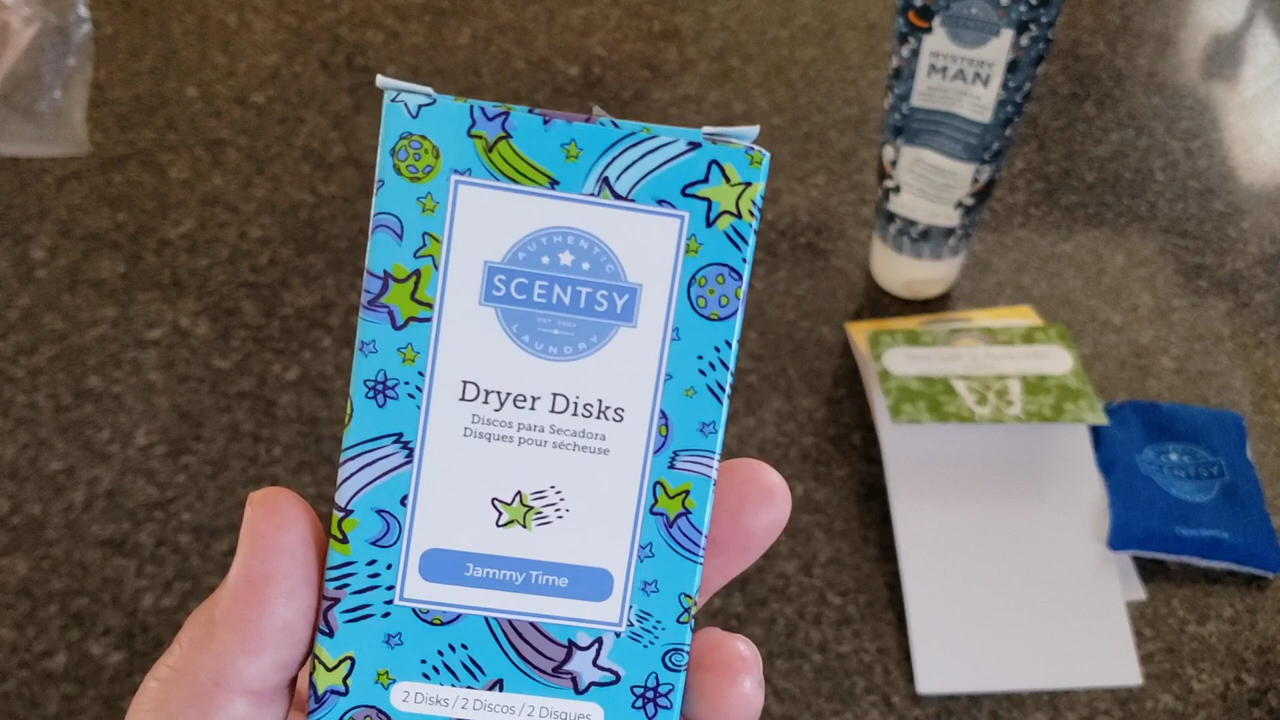 AUTHENTIC
SCENTSY
EST. 2004
LAUNDRY
Dryer Disks
Discos para Secadora
Disques pour sécheuse
Jammy Time
2 Disks / 2 Discos / 2 Disques
MYSTERY
MAN
SCENTSY